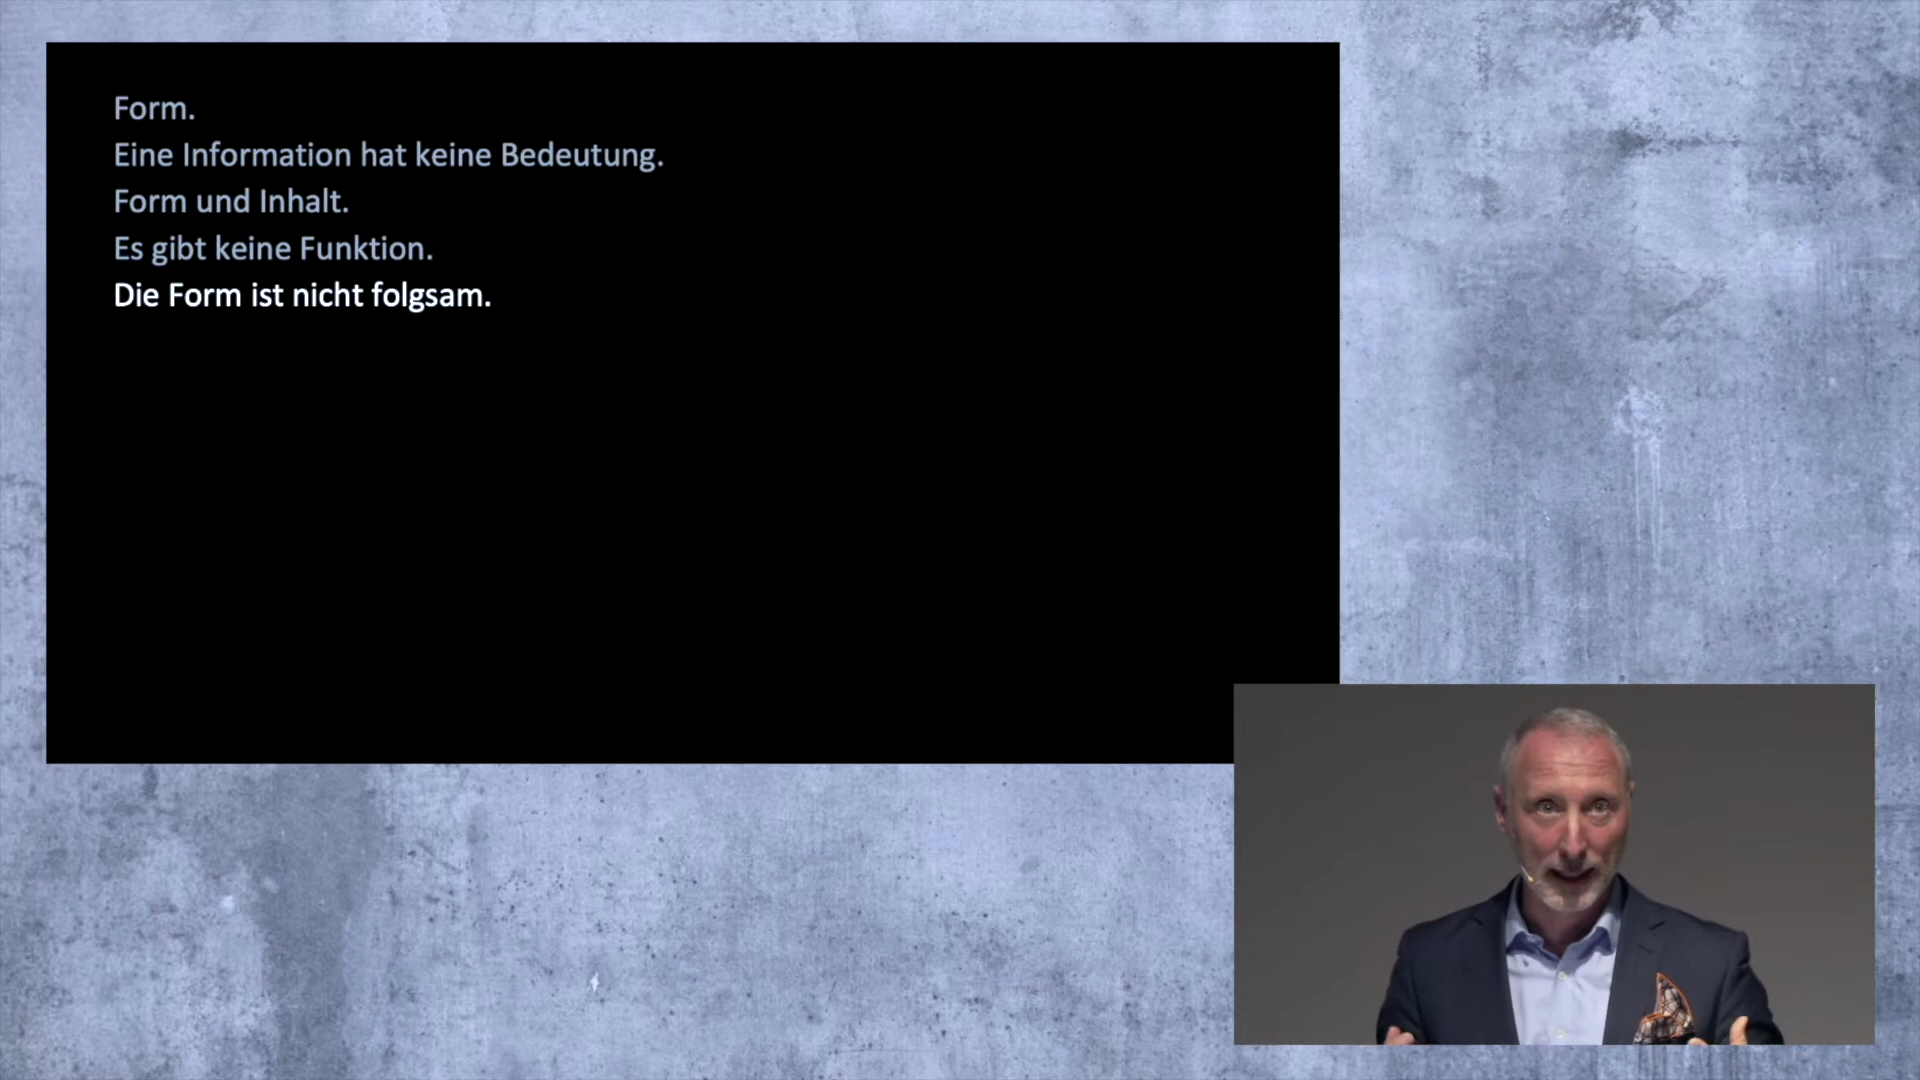 Form.
Eine Information hat keine Bedeutung.
Form und Inhalt.
Es gibt keine Funktion.
Die Form ist nicht folgsam.